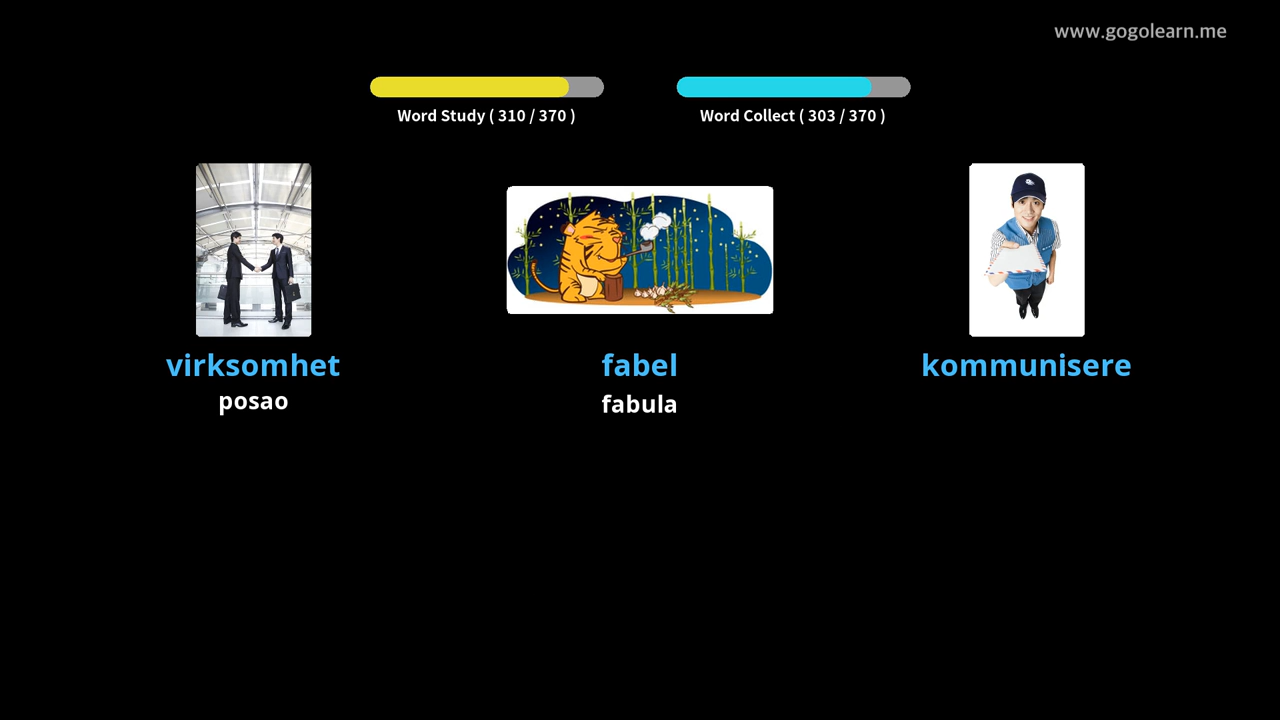 www.gogolearn.me
Word Study ( 310 / 370 )
Word Collect ( 303 / 370 )
virksomhet
fabel
kommunisere
posao
fabula